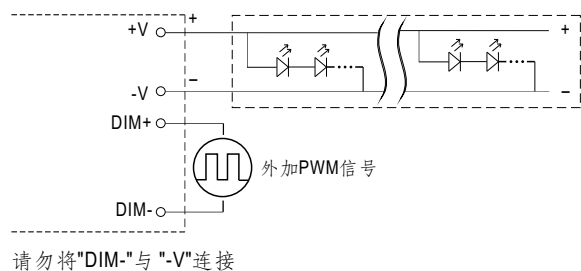 +V + +
-V − −
DIM+
外加PWM信号
DIM-
请勿将"DIM-"与 "-V"连接